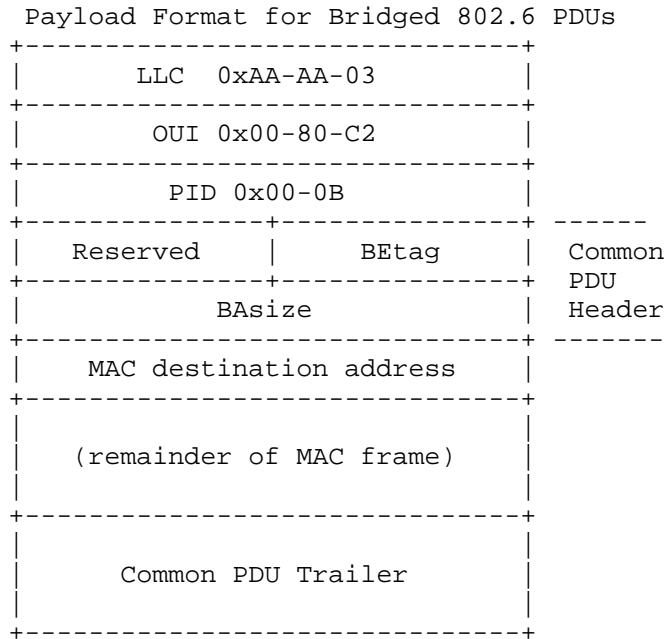 Payload Format for Bridged 802.6 PDUs
+---------------+---------------+
|       LLC  0xAA-AA-03         |
+-------------------------------+
|        OUI 0x00-80-C2         |
+-------------------------------+
|         PID 0x00-0B           |
+---------------+---------------+ ------
|   Reserved    |     BEtag     |  Common
+---------------+---------------+  PDU
|            BAsize             |  Header
+-------------------------------+ -------
|    MAC destination address    |
+-------------------------------+
|                               |
|   (remainder of MAC frame)    |
|                               |
+-------------------------------+
|                               |
|      Common PDU Trailer       |
|                               |
+-------------------------------+